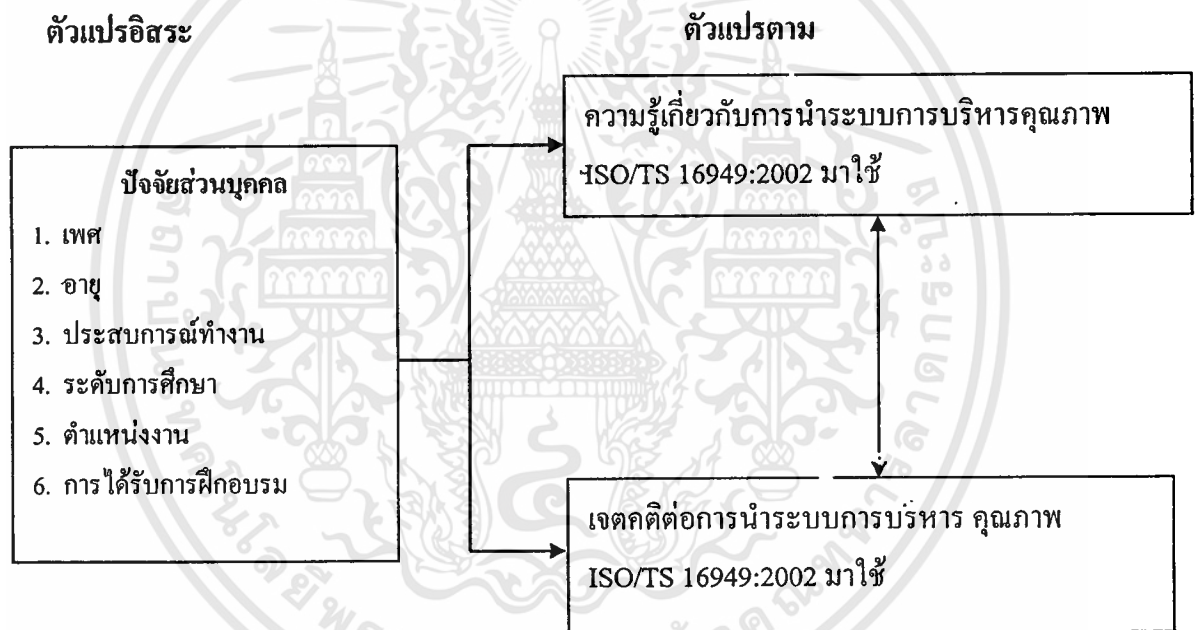 ตัวแปรอิสระ
ตัวแปรตาม
ปัจจัยส่วนบุคคล
1. เพศ
2. อายุ
3. ประสบการณ์ทำงาน
4. ระดับการศึกษา
5. ตำแหน่งงาน
6. การได้รับการฝึกอบรม
ความรู้เกี่ยวกับการนำระบบการบริหารคุณภาพ
ISO/TS 16949:2002 มาใช้
เจตคติต่อการนำระบบการบริหาร คุณภาพ
ISO/TS 16949:2002 มาใช้